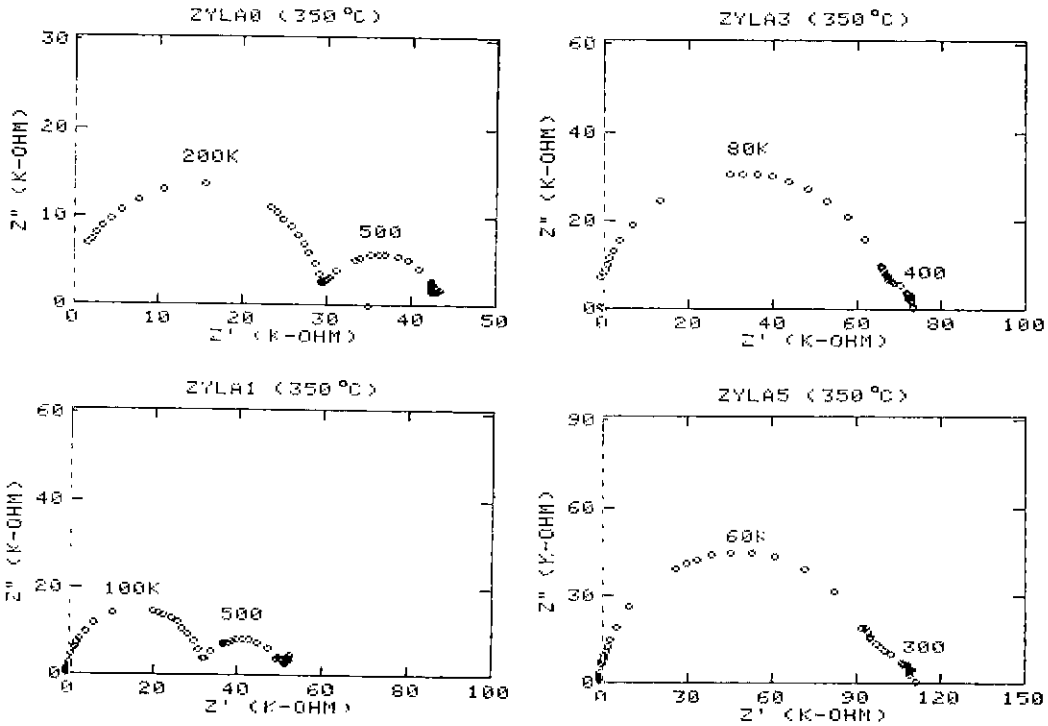 ZYLA0 (350°C)
30
20
10
0
Z" (K-OHM)
200K
500
0 10 20 30 40 50
Z' (K-OHM)
ZYLA3 (350°C)
60
40
20
0
Z" (K-OHM)
80K
400
0 20 40 60 80 100
Z' (K-OHM)
ZYLA1 (350°C)
60
40
20
0
Z" (K-OHM)
100K
500
0 20 40 60 80 100
Z' (K-OHM)
ZYLA5 (350°C)
90
60
30
0
Z" (K-OHM)
60K
300
0 30 60 90 120 150
Z' (K-OHM)